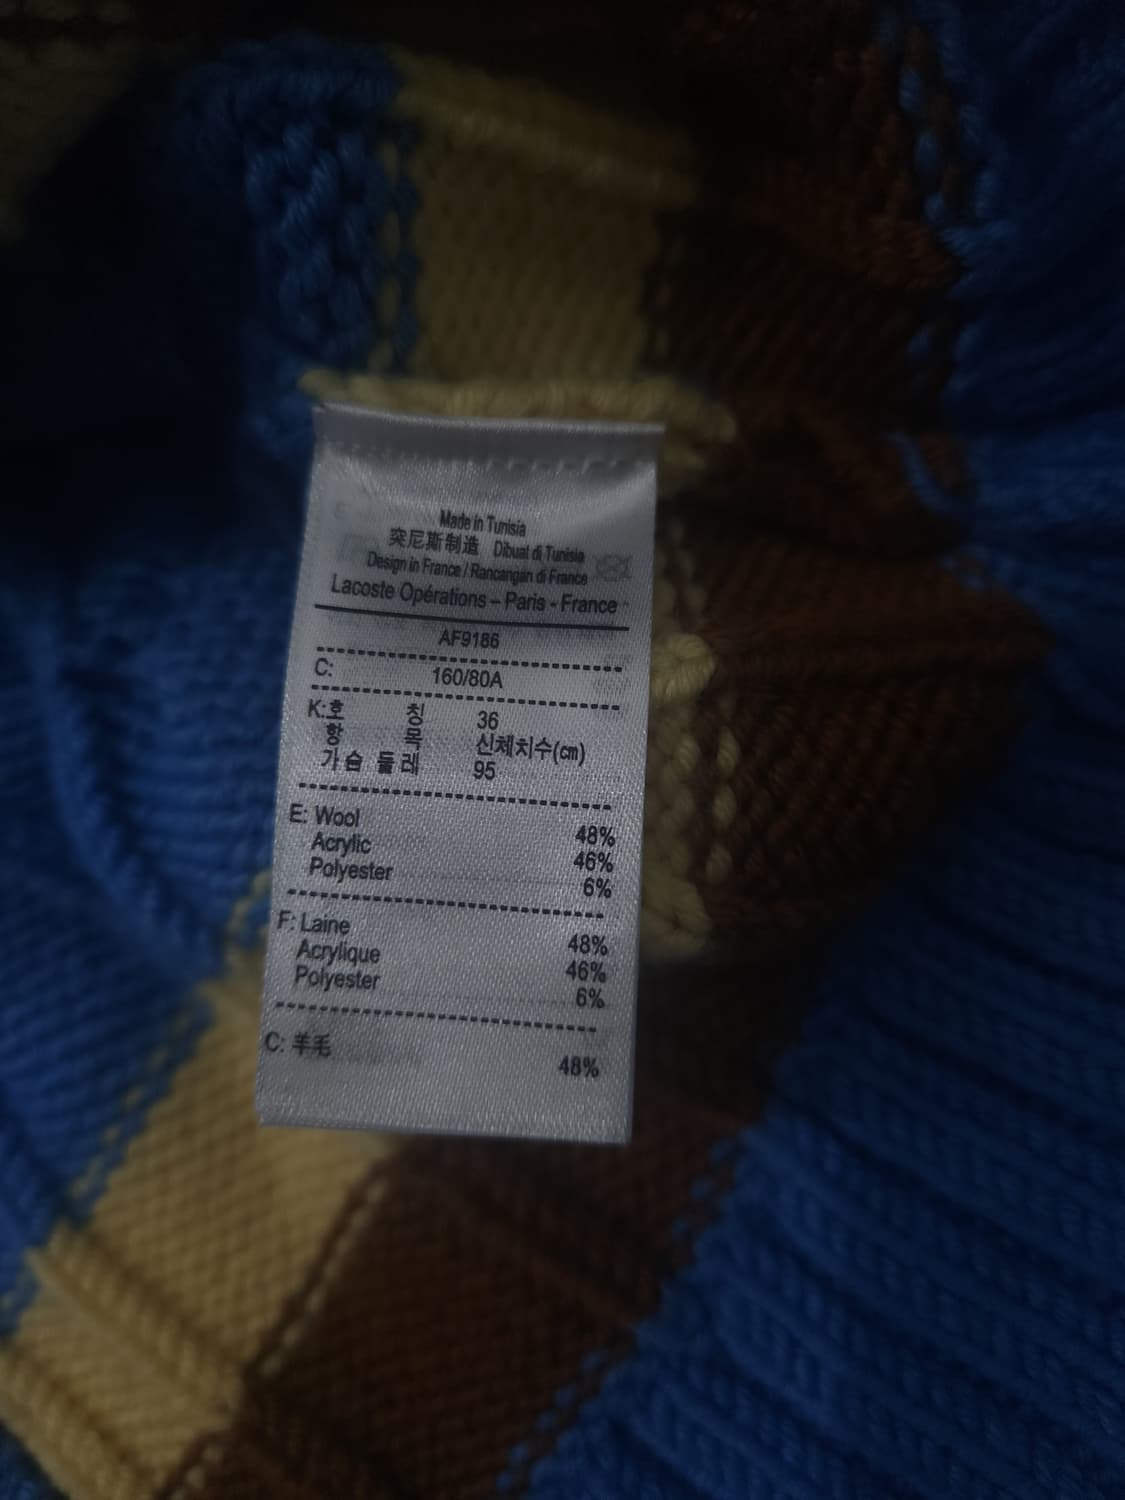 Made in Tunisia
突尼斯制造 Dibuat di Tunisia
Design in France / Rancangan di France
Lacoste Opérations – Paris - France
AF9186
C: 160/80A
K:호 칭 36
항 목 신체치수(㎝)
가슴 둘레 95
E: Wool 48%
Acrylic 46%
Polyester 6%
F: Laine 48%
Acrylique 46%
Polyester 6%
C: 羊毛 48%